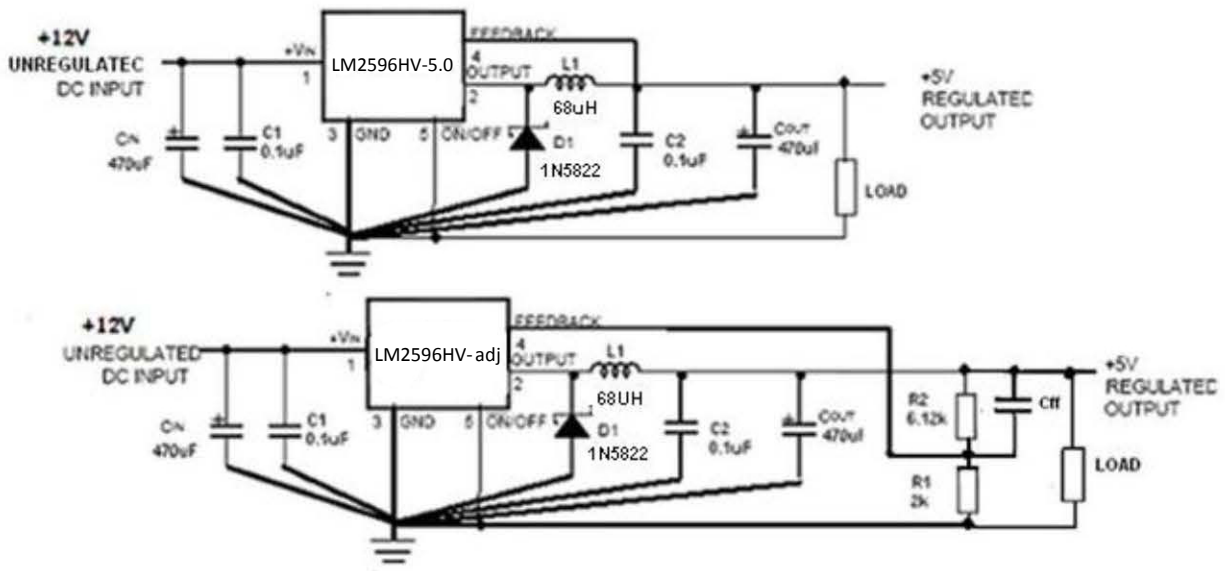 +12V
UNREGULATEC
DC INPUT
+VIN
1
LM2596HV-5.0
FEEDBACK
4
OUTPUT
2
L1
68uH
+5V
REGULATEC
OUTPUT
3
GND
5
ON/OFF
CIN
470uF
C1
0.1uF
D1
1N5822
C2
0.1uF
COUT
470uf
LOAD
+12V
UNREGULATED
DC INPUT
+VIN
1
LM2596HV-adj
FEEDBACK
4
OUTPUT
2
L1
68UH
+5V
REGULATEC
OUTPUT
3
GND
5
ON/OFF
CIN
470uF
C1
0.1uF
D1
1N5822
C2
0.1uF
COUT
470uf
R2
6.12k
Cff
R1
2k
LOAD